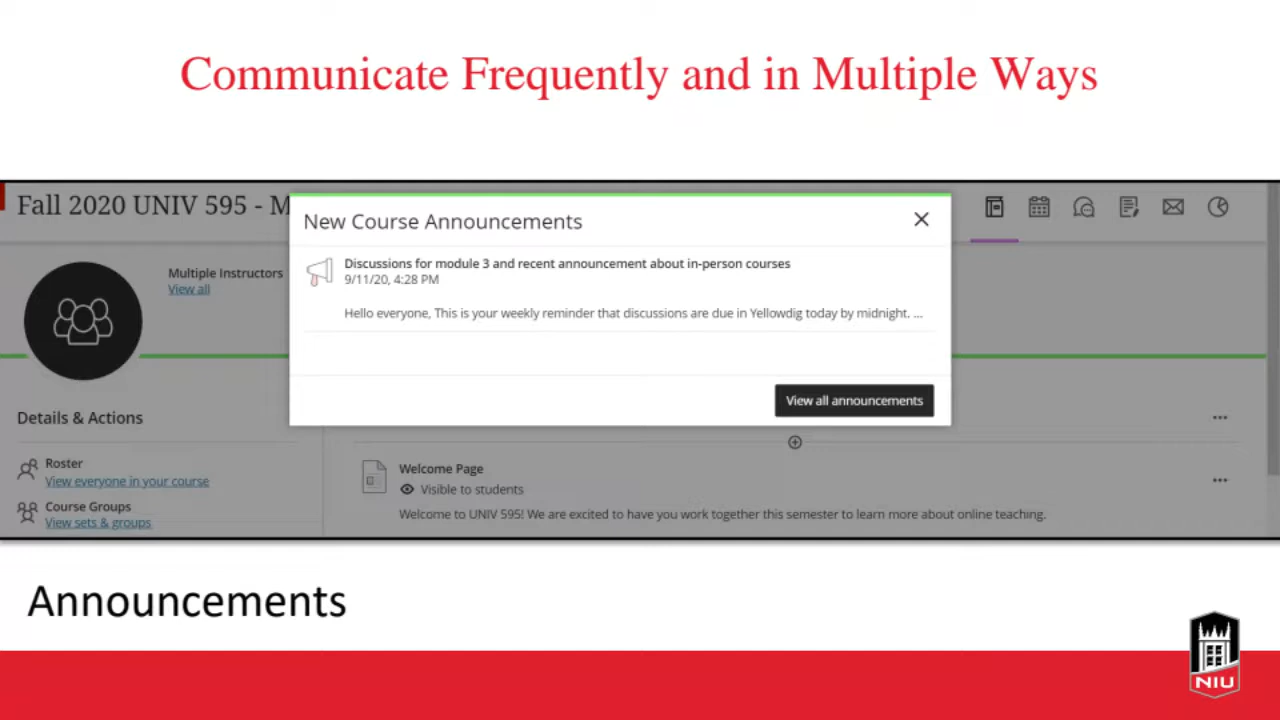 Communicate Frequently and in Multiple Ways
Fall 2020 UNIV 595 - M
New Course Announcements
Multiple Instructors
View all
Discussions for module 3 and recent announcement about in-person courses
9/11/20, 4:28 PM
Hello everyone, This is your weekly reminder that discussions are due in Yellowdig today by midnight. ...
View all announcements
Details & Actions
Roster
View everyone in your course
Course Groups
View sets & groups
Welcome Page
Visible to students
Welcome to UNIV 595! We are excited to have you work together this semester to learn more about online teaching.
Announcements
NIU